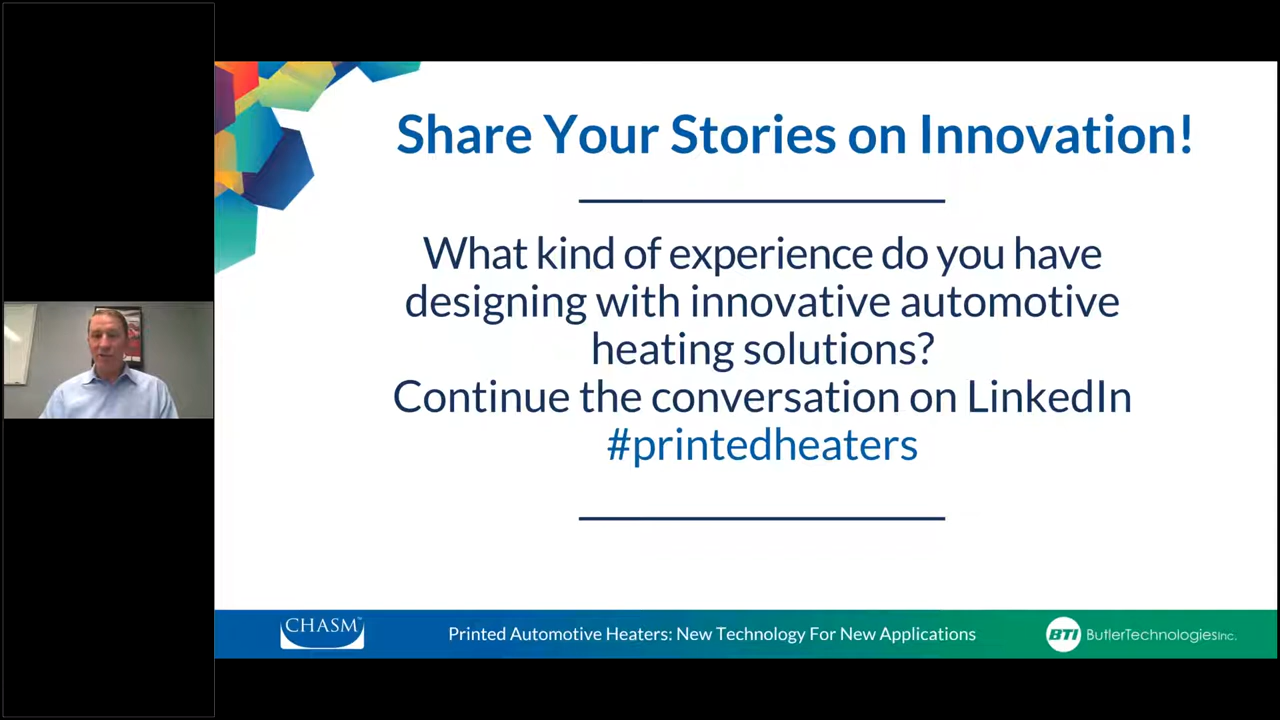 Share Your Stories on Innovation!
What kind of experience do you have
designing with innovative automotive
heating solutions?
Continue the conversation on LinkedIn
#printedheaters
CHASM™
Printed Automotive Heaters: New Technology For New Applications
BTI ButlerTechnologiesINC.